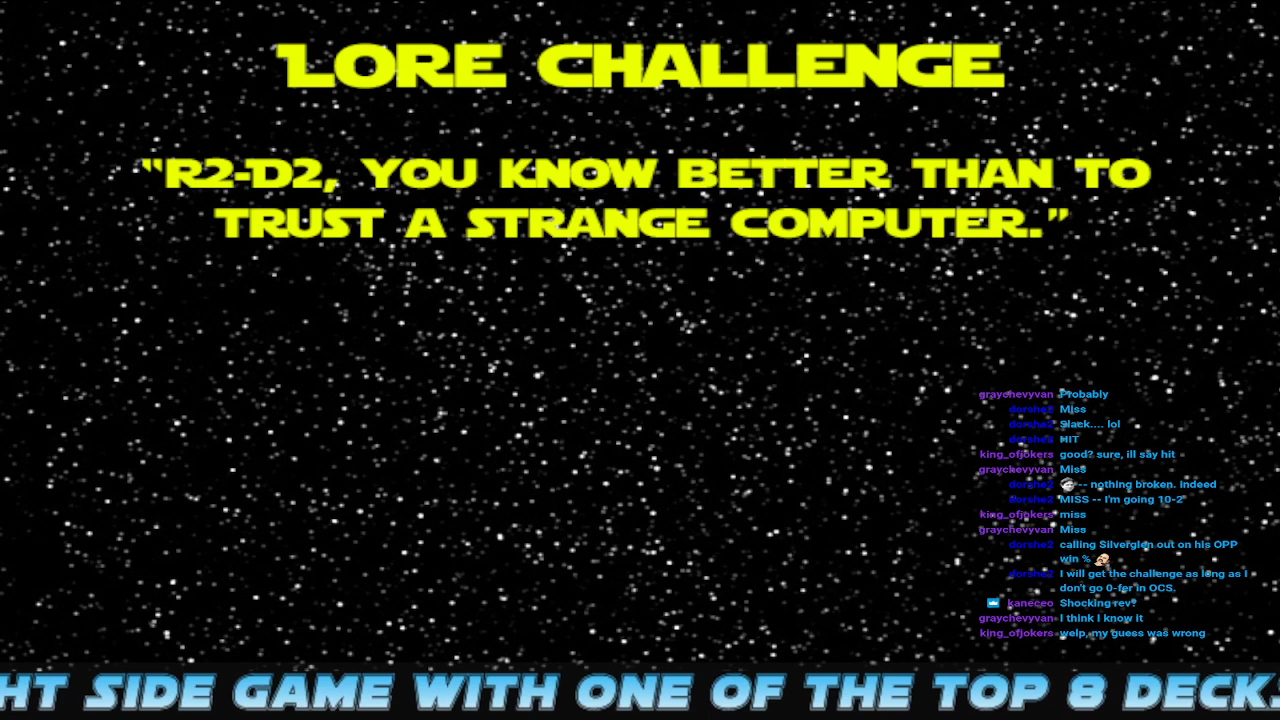 LORE CHALLENGE
"R2-D2, YOU KNOW BETTER THAN TO
TRUST A STRANGE COMPUTER."
graychevyvan Probably
dorshe2 Miss
dorshe2 Slack.... lol
dorshe2 HIT
king_ofjokers good? sure, ill say hit
graychevyvan Miss
dorshe2 -- nothing broken. Indeed
dorshe2 MISS -- I'm going 10-2
king_ofjokers miss
graychevyvan Miss
dorshe2 calling Silverglen out on his OPP
win %
dorshe2 I will get the challenge as long as I
don't go 0-fer in OCS.
kaneceo Shocking rev?
graychevyvan I think I know it
king_ofjokers welp, my guess was wrong
HT SIDE GAME WITH ONE OF THE TOP 8 DECK